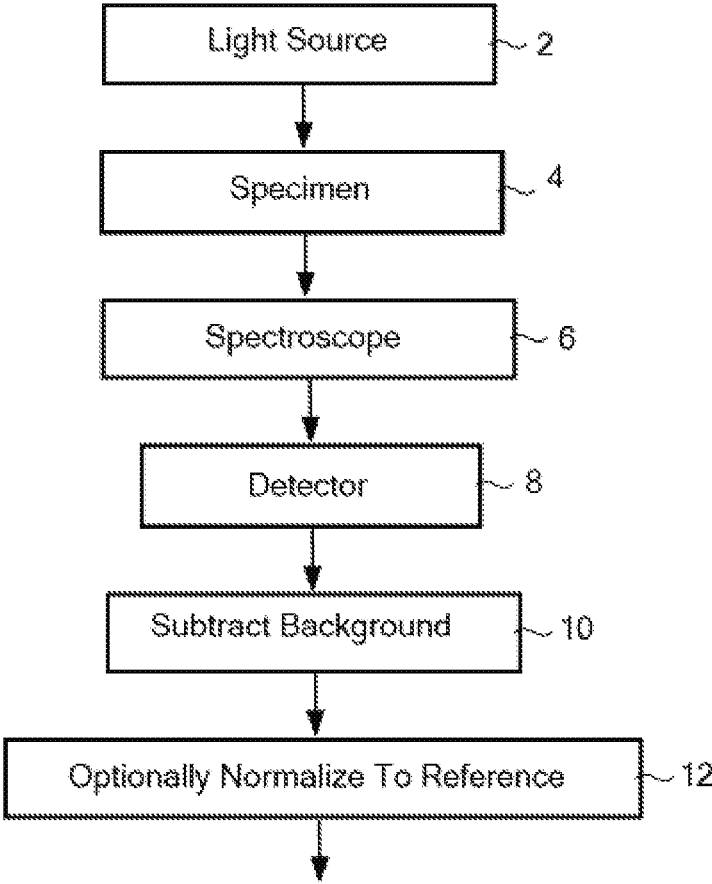 Light Source 2
Specimen 4
Spectroscope 6
Detector 8
Subtract Background 10
Optionally Normalize To Reference 12